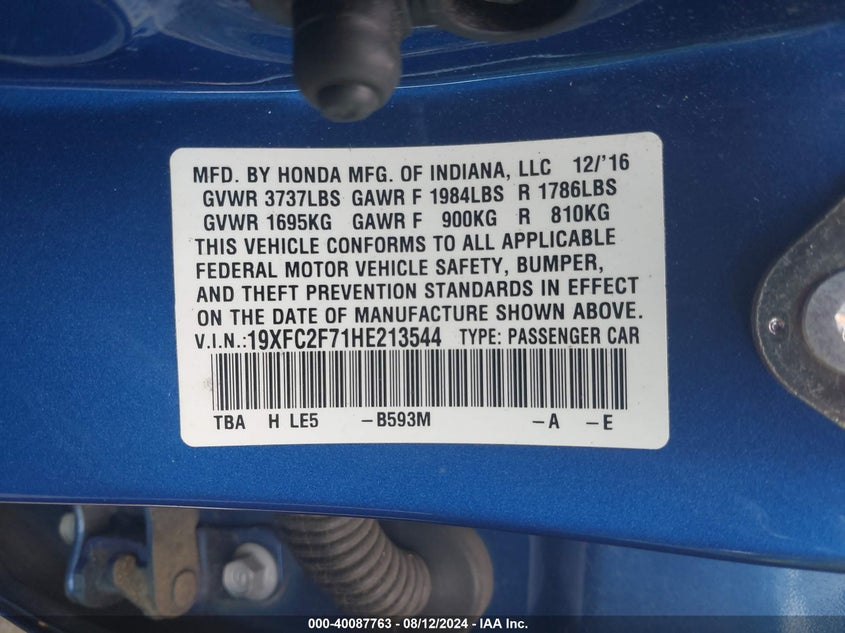 MFD. BY HONDA MFG. OF INDIANA, LLC 12/'16
GVWR 3737LBS GAWR F 1984LBS R 1786LBS
GVWR 1695KG GAWR F 900KG R 810KG
THIS VEHICLE CONFORMS TO ALL APPLICABLE
FEDERAL MOTOR VEHICLE SAFETY, BUMPER,
AND THEFT PREVENTION STANDARDS IN EFFECT
ON THE DATE OF MANUFACTURE SHOWN ABOVE.
V.I.N.:19XFC2F71HE213544 TYPE: PASSENGER CAR
TBA H LE5 -B593M -A -E
000-40087763 - 08/12/2024 - IAA Inc.